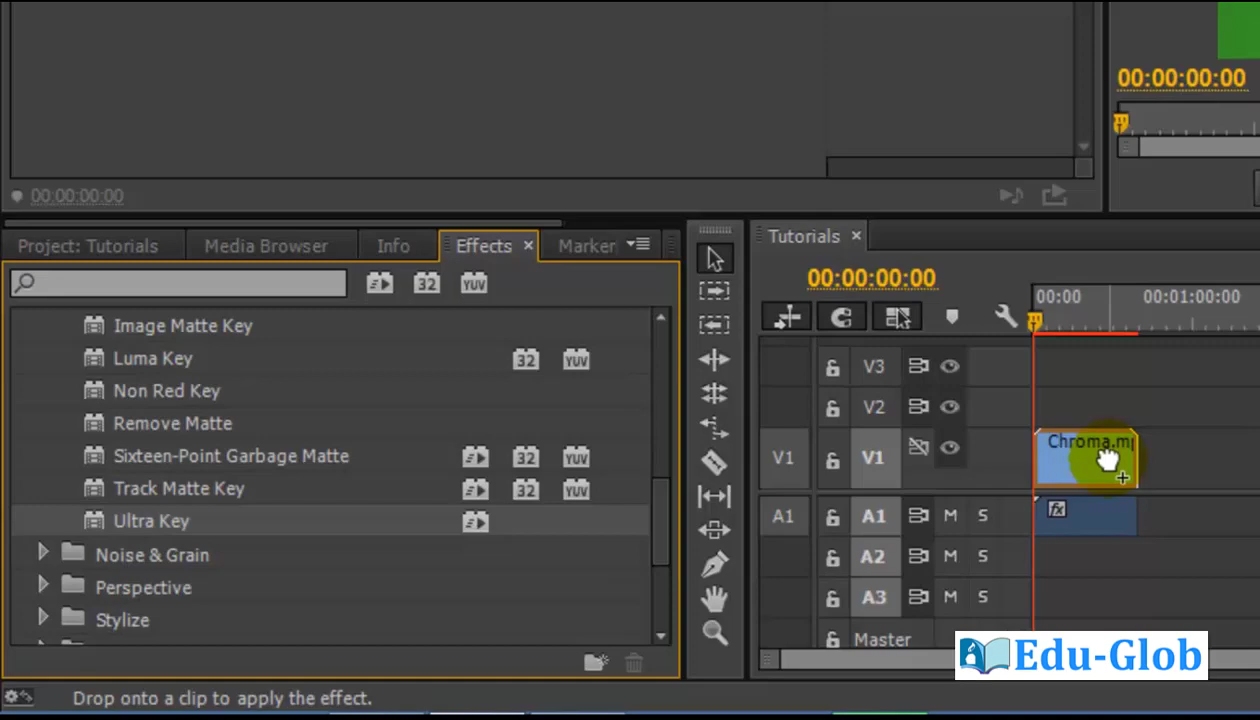 00:00:00:00
00:00:00:00
Project: Tutorials
Media Browser
Info
Effects ×
Marker
Tutorials ×
32
YUV
00:00:00:00
00:00
00:01:00:00
Image Matte Key
Luma Key
32
YUV
Non Red Key
Remove Matte
Sixteen-Point Garbage Matte
32
YUV
Track Matte Key
32
YUV
Ultra Key
Noise & Grain
Perspective
Stylize
V3
V2
V1
V1
Chroma.mp
A1
A1
M
S
fx
A2
M
S
A3
M
S
Master
Edu-Glob
Drop onto a clip to apply the effect.